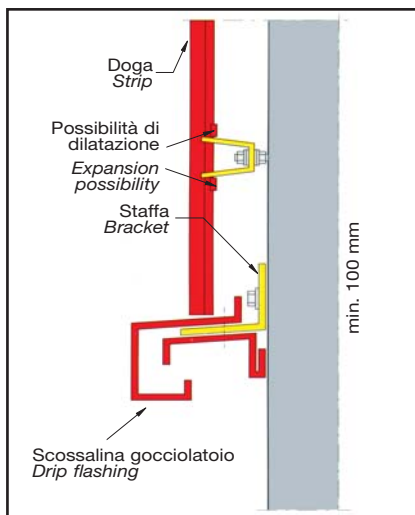 Doga
Strip
Possibilità di
dilatazione
Expansion
possibility
Staffa
Bracket
min. 100 mm
Scossalina gocciolatoio
Drip flashing